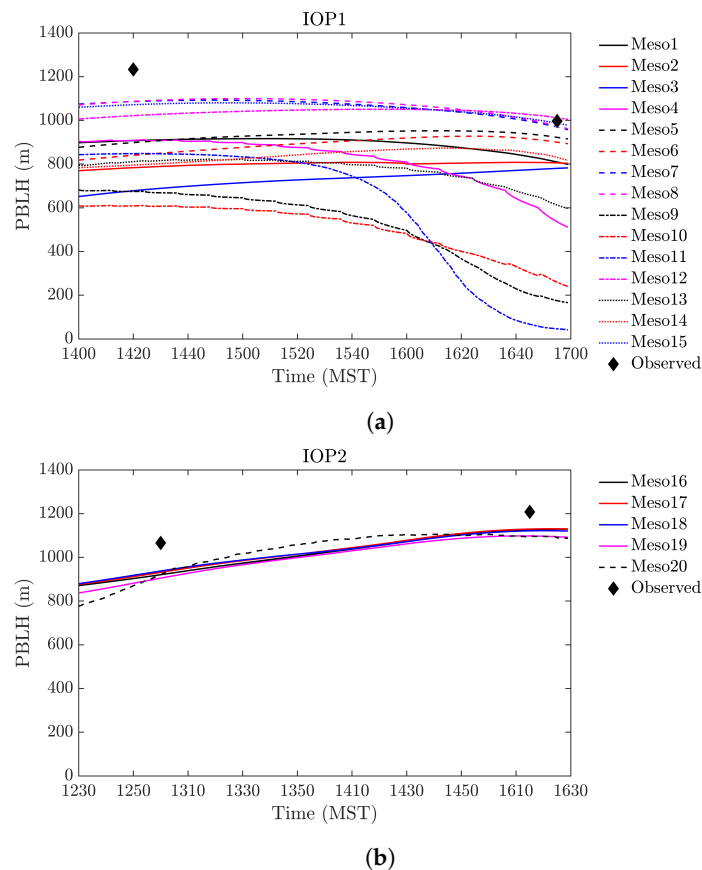 IOP1
1400
1200
1000
800
600
400
200
0
PBLH (m)
1400 1420 1440 1500 1520 1540 1600 1620 1640 1700
Time (MST)
Meso1
Meso2
Meso3
Meso4
Meso5
Meso6
Meso7
Meso8
Meso9
Meso10
Meso11
Meso12
Meso13
Meso14
Meso15
Observed
(a)
IOP2
1400
1200
1000
800
600
400
200
0
PBLH (m)
1230 1250 1310 1330 1350 1410 1430 1450 1610 1630
Time (MST)
Meso16
Meso17
Meso18
Meso19
Meso20
Observed
(b)